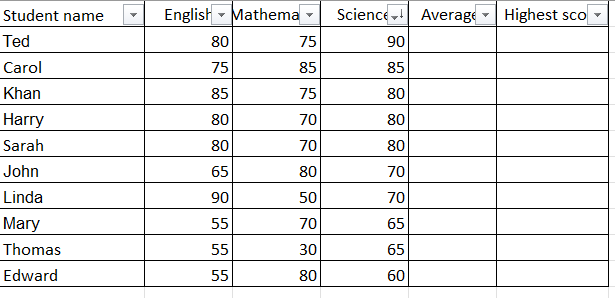 Student name English Mathema Science Average Highest sco
Ted 80 75 90
Carol 75 85 85
Khan 85 75 80
Harry 80 70 80
Sarah 80 70 80
John 65 80 70
Linda 90 50 70
Mary 55 70 65
Thomas 55 30 65
Edward 55 80 60